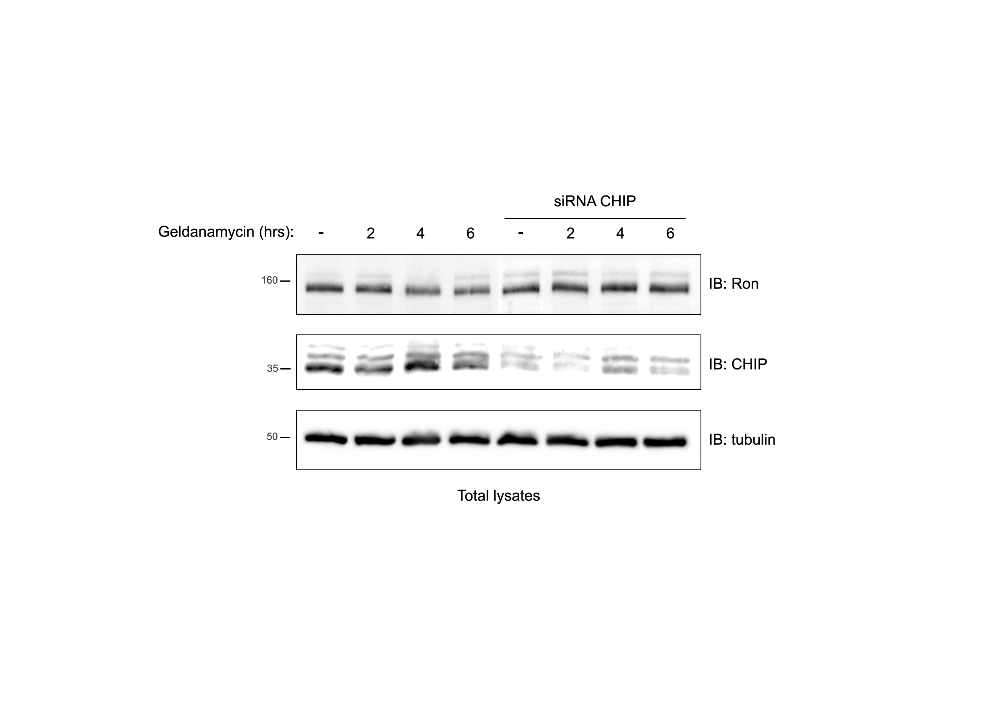 siRNA CHIP
Geldanamycin (hrs): - 2 4 6 - 2 4 6
160
IB: Ron
35
IB: CHIP
50
IB: tubulin
Total lysates